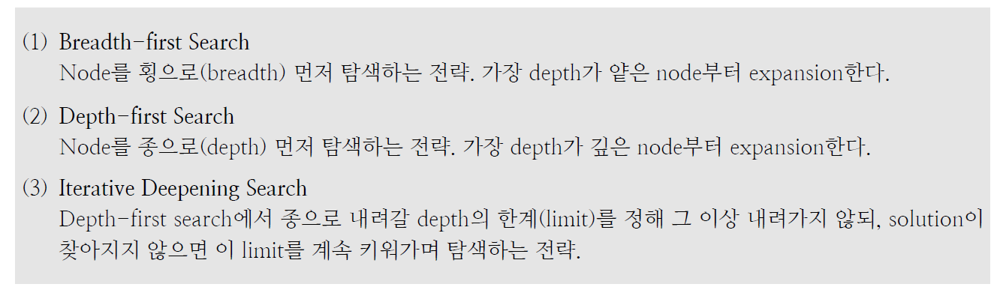 (1) Breadth-first Search
Node를 횡으로(breadth) 먼저 탐색하는 전략. 가장 depth가 얕은 node부터 expansion한다.
(2) Depth-first Search
Node를 종으로(depth) 먼저 탐색하는 전략. 가장 depth가 깊은 node부터 expansion한다.
(3) Iterative Deepening Search
Depth-first search에서 종으로 내려갈 depth의 한계(limit)를 정해 그 이상 내려가지 않되, solution이
찾아지지 않으면 이 limit를 계속 키워가며 탐색하는 전략.